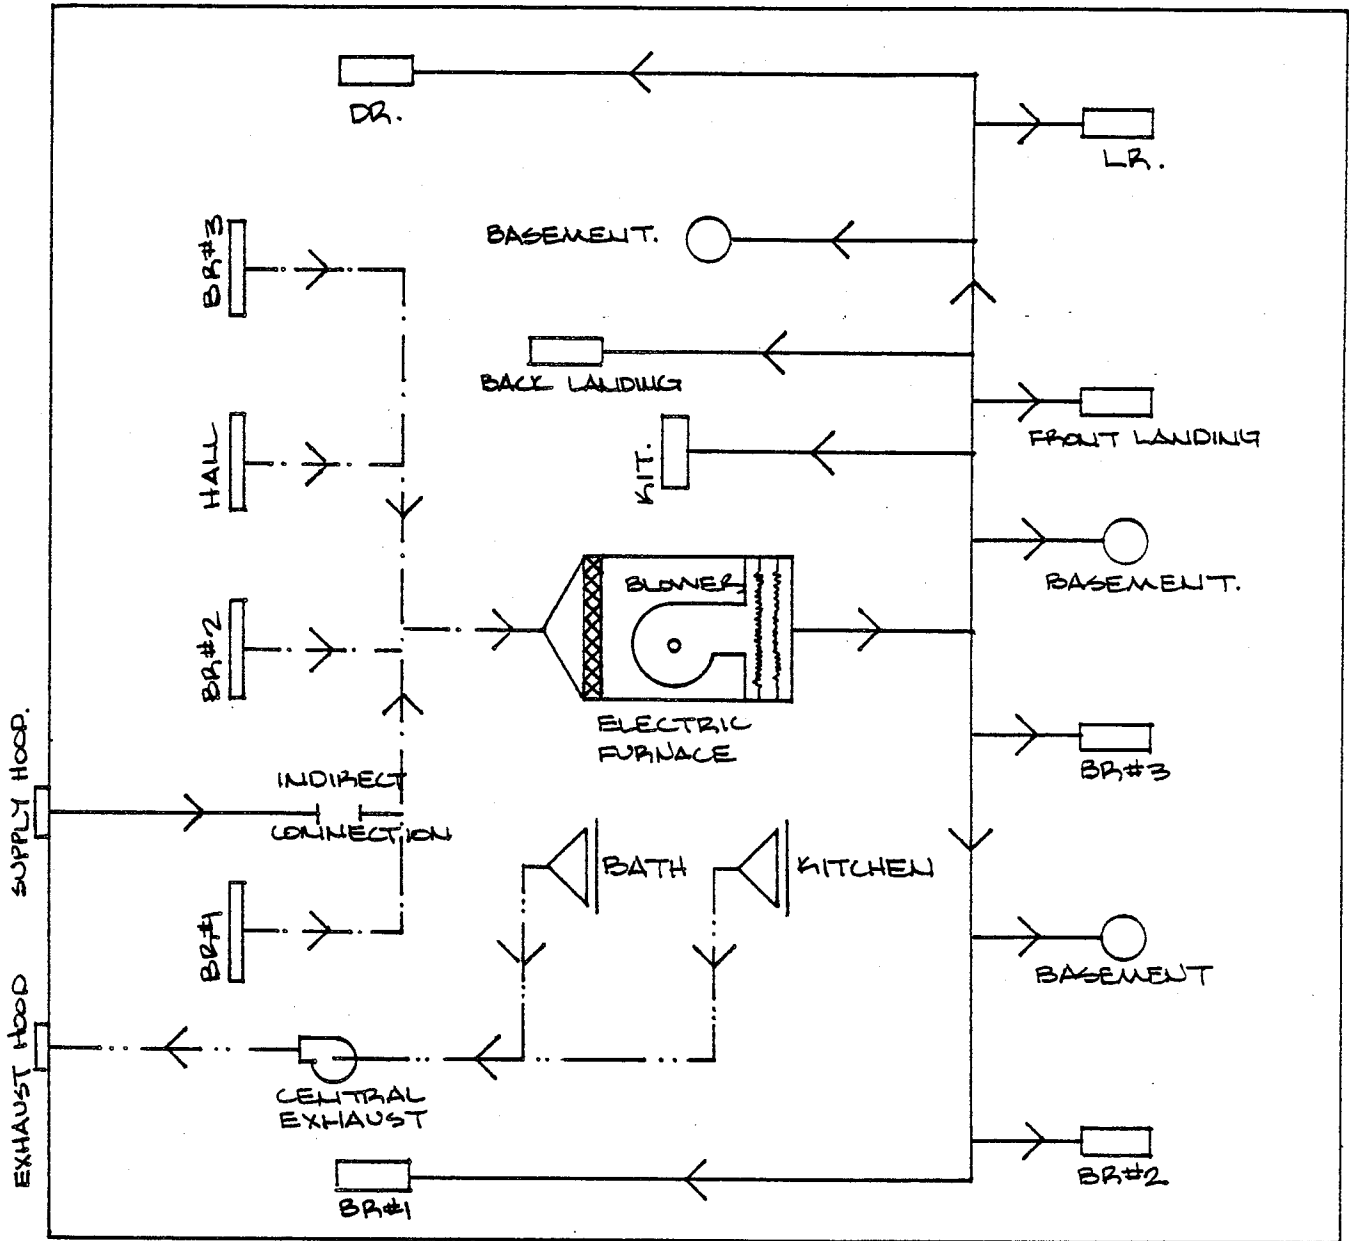 DR.
LR.
BR#3
BASEMENT.
BACK LANDING
FRONT LANDING
HALL
KIT.
BASEMENT.
BLOWER
BR#2
ELECTRIC
FURNACE
BR#3
SUPPLY HOOD.
INDIRECT
CONNECTION
BATH
KITCHEN
BR#1
BASEMENT
EXHAUST HOOD
CENTRAL
EXHAUST
BR#2
BR#1